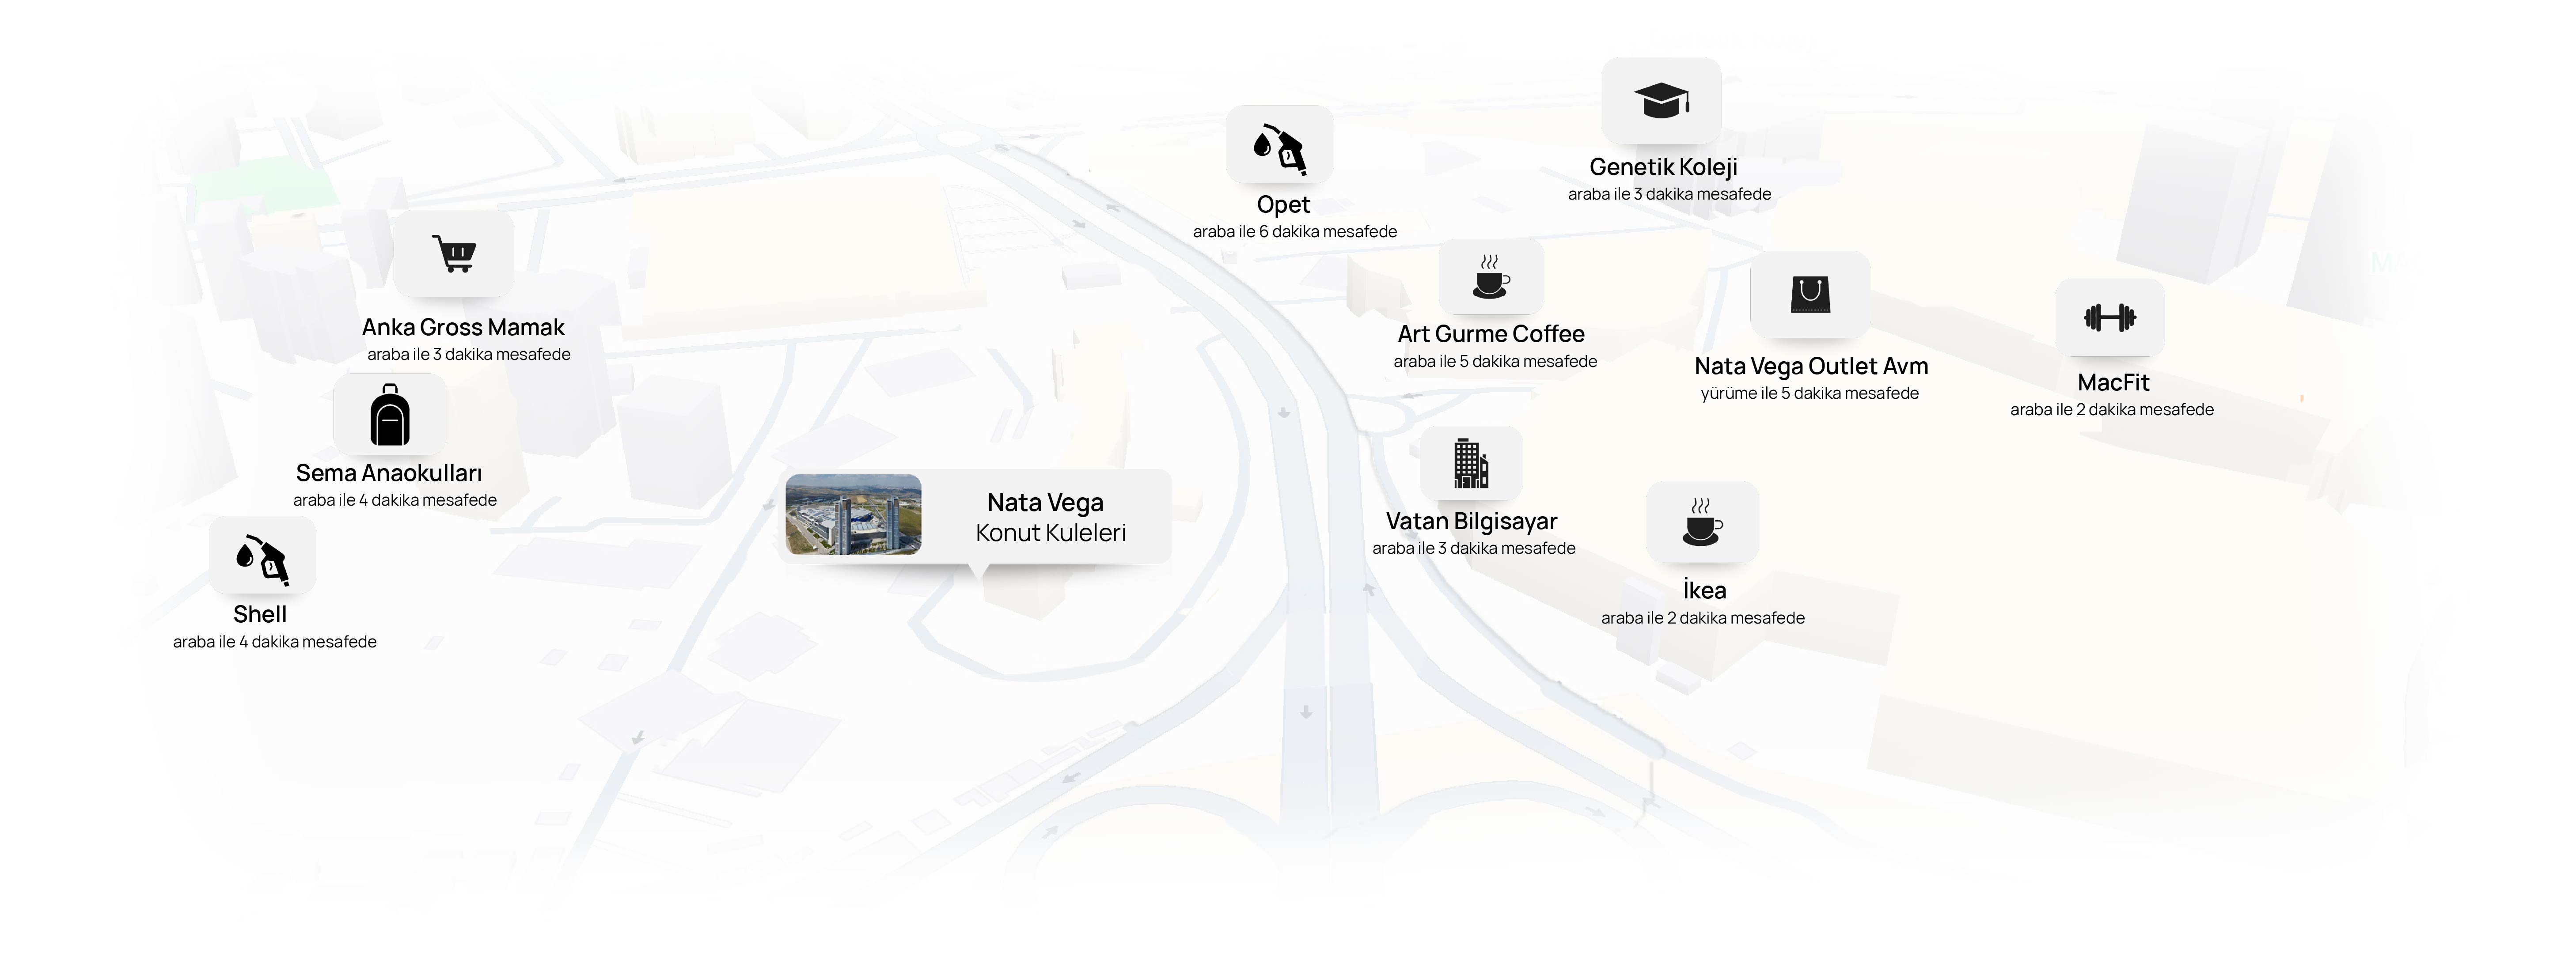 Genetik Koleji
araba ile 3 dakika mesafede
Opet
araba ile 6 dakika mesafede
Anka Gross Mamak
araba ile 3 dakika mesafede
Art Gurme Coffee
araba ile 5 dakika mesafede
Nata Vega Outlet Avm
yürüme ile 5 dakika mesafede
MacFit
araba ile 2 dakika mesafede
Sema Anaokulları
araba ile 4 dakika mesafede
Nata Vega
Konut Kuleleri
Vatan Bilgisayar
araba ile 3 dakika mesafede
İkea
araba ile 2 dakika mesafede
Shell
araba ile 4 dakika mesafede